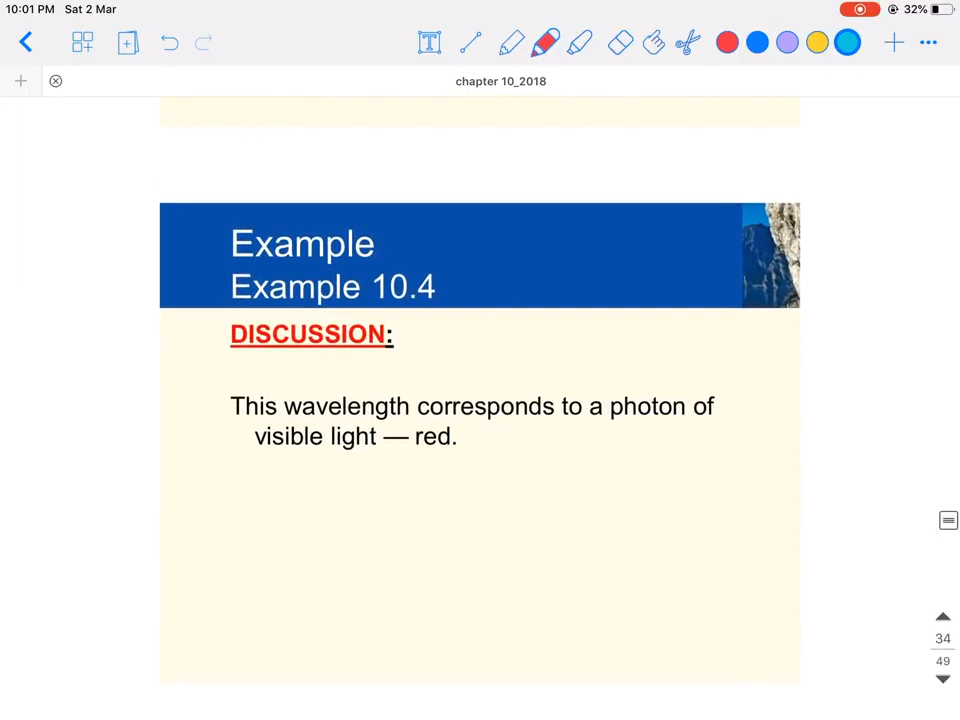 10:01 PM Sat 2 Mar
32%
T
chapter 10_2018
Example
Example 10.4
DISCUSSION:
This wavelength corresponds to a photon of
visible light — red.
34
49